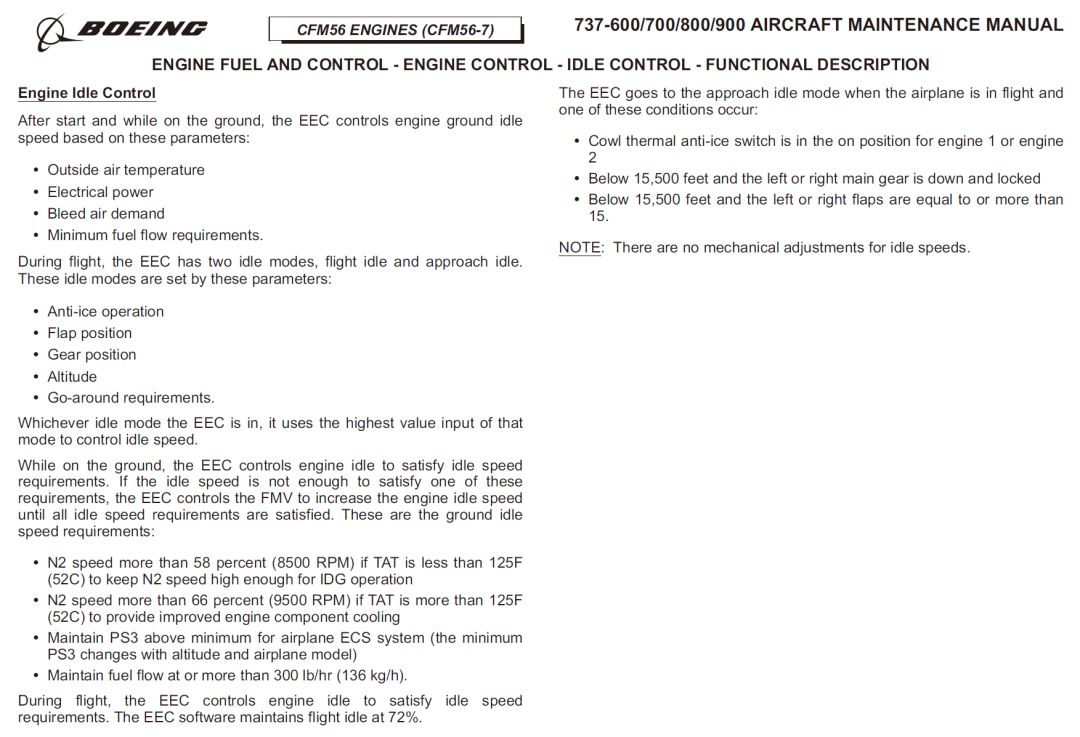 BOEING
CFM56 ENGINES (CFM56-7)
737-600/700/800/900 AIRCRAFT MAINTENANCE MANUAL
ENGINE FUEL AND CONTROL - ENGINE CONTROL - IDLE CONTROL - FUNCTIONAL DESCRIPTION
Engine Idle Control
After start and while on the ground, the EEC controls engine ground idle
speed based on these parameters:
• Outside air temperature
• Electrical power
• Bleed air demand
• Minimum fuel flow requirements.
During flight, the EEC has two idle modes, flight idle and approach idle.
These idle modes are set by these parameters:
• Anti-ice operation
• Flap position
• Gear position
• Altitude
• Go-around requirements.
Whichever idle mode the EEC is in, it uses the highest value input of that
mode to control idle speed.
While on the ground, the EEC controls engine idle to satisfy idle speed
requirements. If the idle speed is not enough to satisfy one of these
requirements, the EEC controls the FMV to increase the engine idle speed
until all idle speed requirements are satisfied. These are the ground idle
speed requirements:
• N2 speed more than 58 percent (8500 RPM) if TAT is less than 125F
(52C) to keep N2 speed high enough for IDG operation
• N2 speed more than 66 percent (9500 RPM) if TAT is more than 125F
(52C) to provide improved engine component cooling
• Maintain PS3 above minimum for airplane ECS system (the minimum
PS3 changes with altitude and airplane model)
• Maintain fuel flow at or more than 300 lb/hr (136 kg/h).
During flight, the EEC controls engine idle to satisfy idle speed
requirements. The EEC software maintains flight idle at 72%.
The EEC goes to the approach idle mode when the airplane is in flight and
one of these conditions occur:
• Cowl thermal anti-ice switch is in the on position for engine 1 or engine
2
• Below 15,500 feet and the left or right main gear is down and locked
• Below 15,500 feet and the left or right flaps are equal to or more than
15.
NOTE: There are no mechanical adjustments for idle speeds.